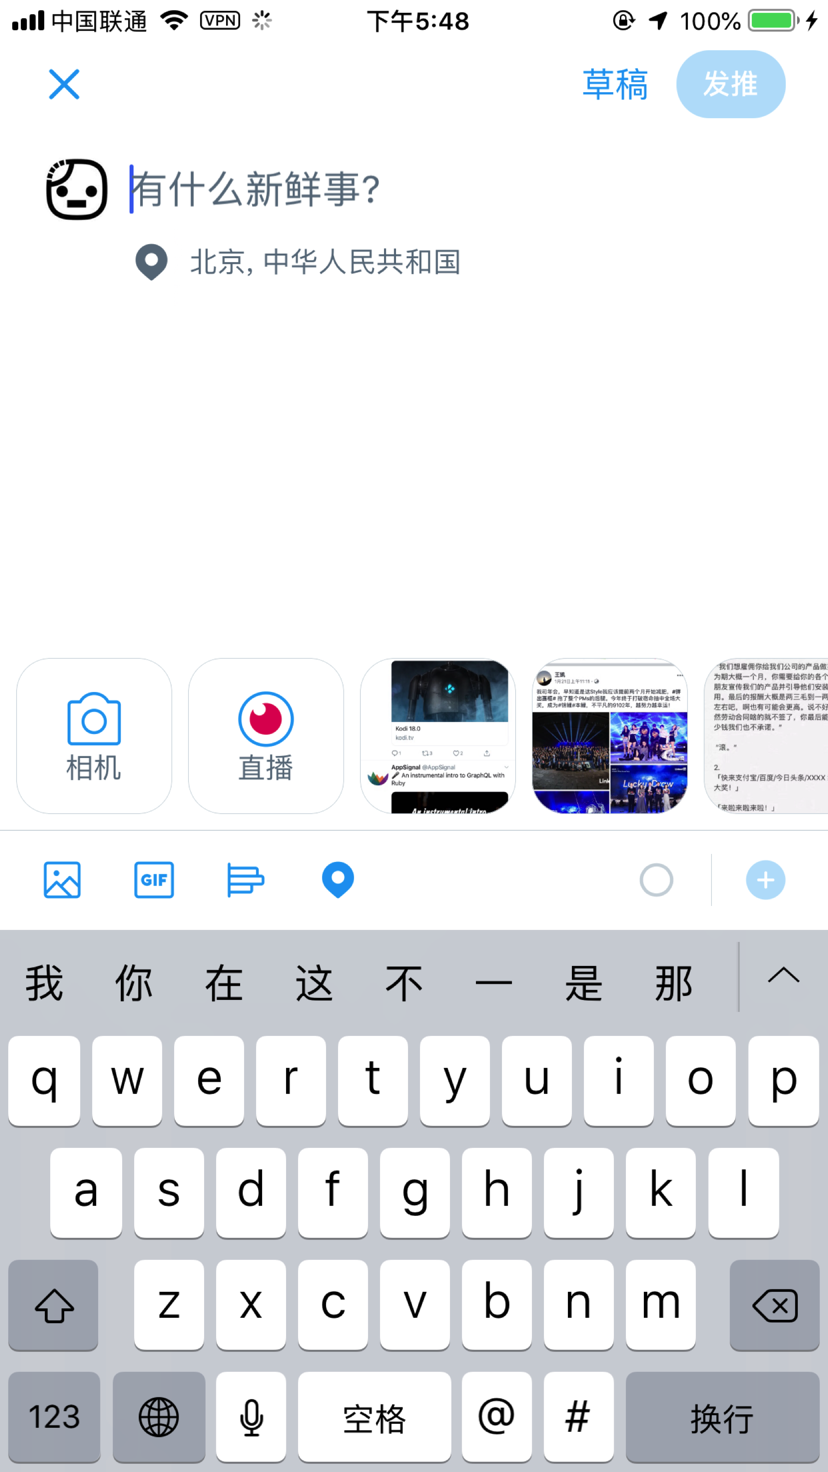 中国联通 VPN 下午5:48 100%
草稿 发推
有什么新鲜事?
北京, 中华人民共和国
相机
直播
Kodi 18.0
kodi.tv
AppSignal @AppSignal
An instrumental intro to GraphQL with
Ruby
An instrumental intro
王凯
Link
Lucky Crew
我们想雇佣你给我们公司的产品做
为期大概一个月，你需要给你的各个
朋友宣传我们的产品并引导他们安装
用。最后的报酬大概是两三毛到一两
左右吧，啊也有可能会更高。说不好
然劳动合同啥的就不签了，你最后能
少钱我们也不承诺。”
“滚。”
2.
「快来支付宝/百度/今日头条/XXXX
大奖！」
「来啦来啦来啦！」
GIF
我 你 在 这 不 一 是 那
q w e r t y u i o p
a s d f g h j k l
z x c v b n m
123 空格 @ # 换行